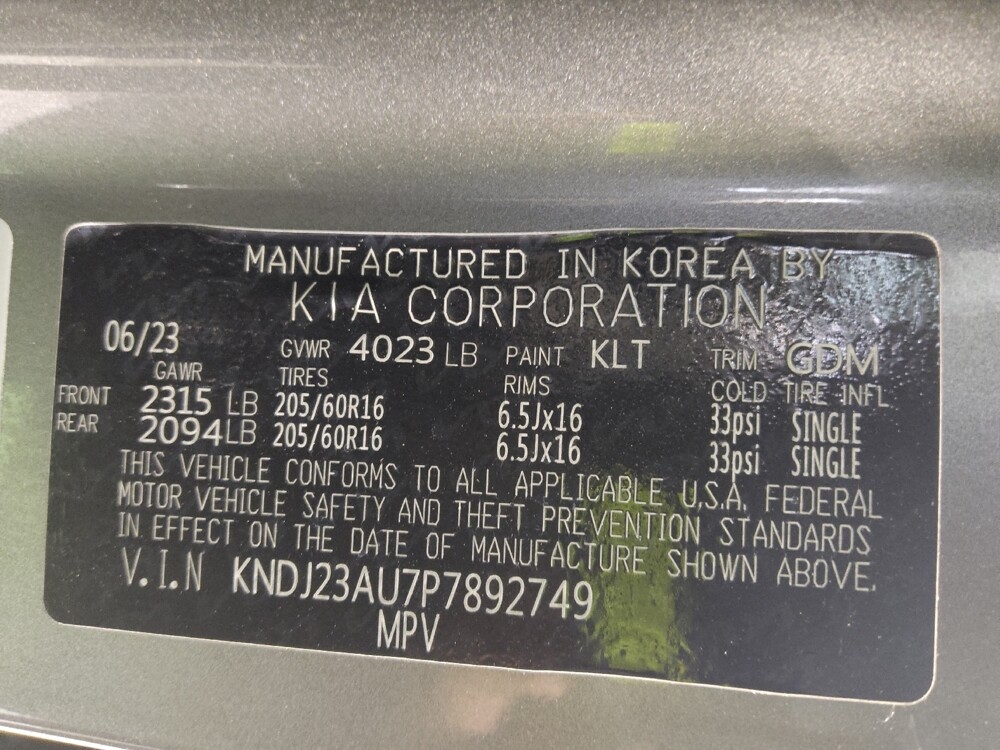 MANUFACTURED IN KOREA BY
KIA CORPORATION
06/23 GVWR 4023 LB PAINT KLT TRIM GDM
GAWR TIRES RIMS COLD TIRE INFL
FRONT 2315 LB 205/60R16 6.5Jx16 33psi SINGLE
REAR 2094 LB 205/60R16 6.5Jx16 33psi SINGLE
THIS VEHICLE CONFORMS TO ALL APPLICABLE U.S.A. FEDERAL
MOTOR VEHICLE SAFETY AND THEFT PREVENTION STANDARDS
IN EFFECT ON THE DATE OF MANUFACTURE SHOWN ABOVE.
V.I.N KNDJ23AU7P7892749
MPV